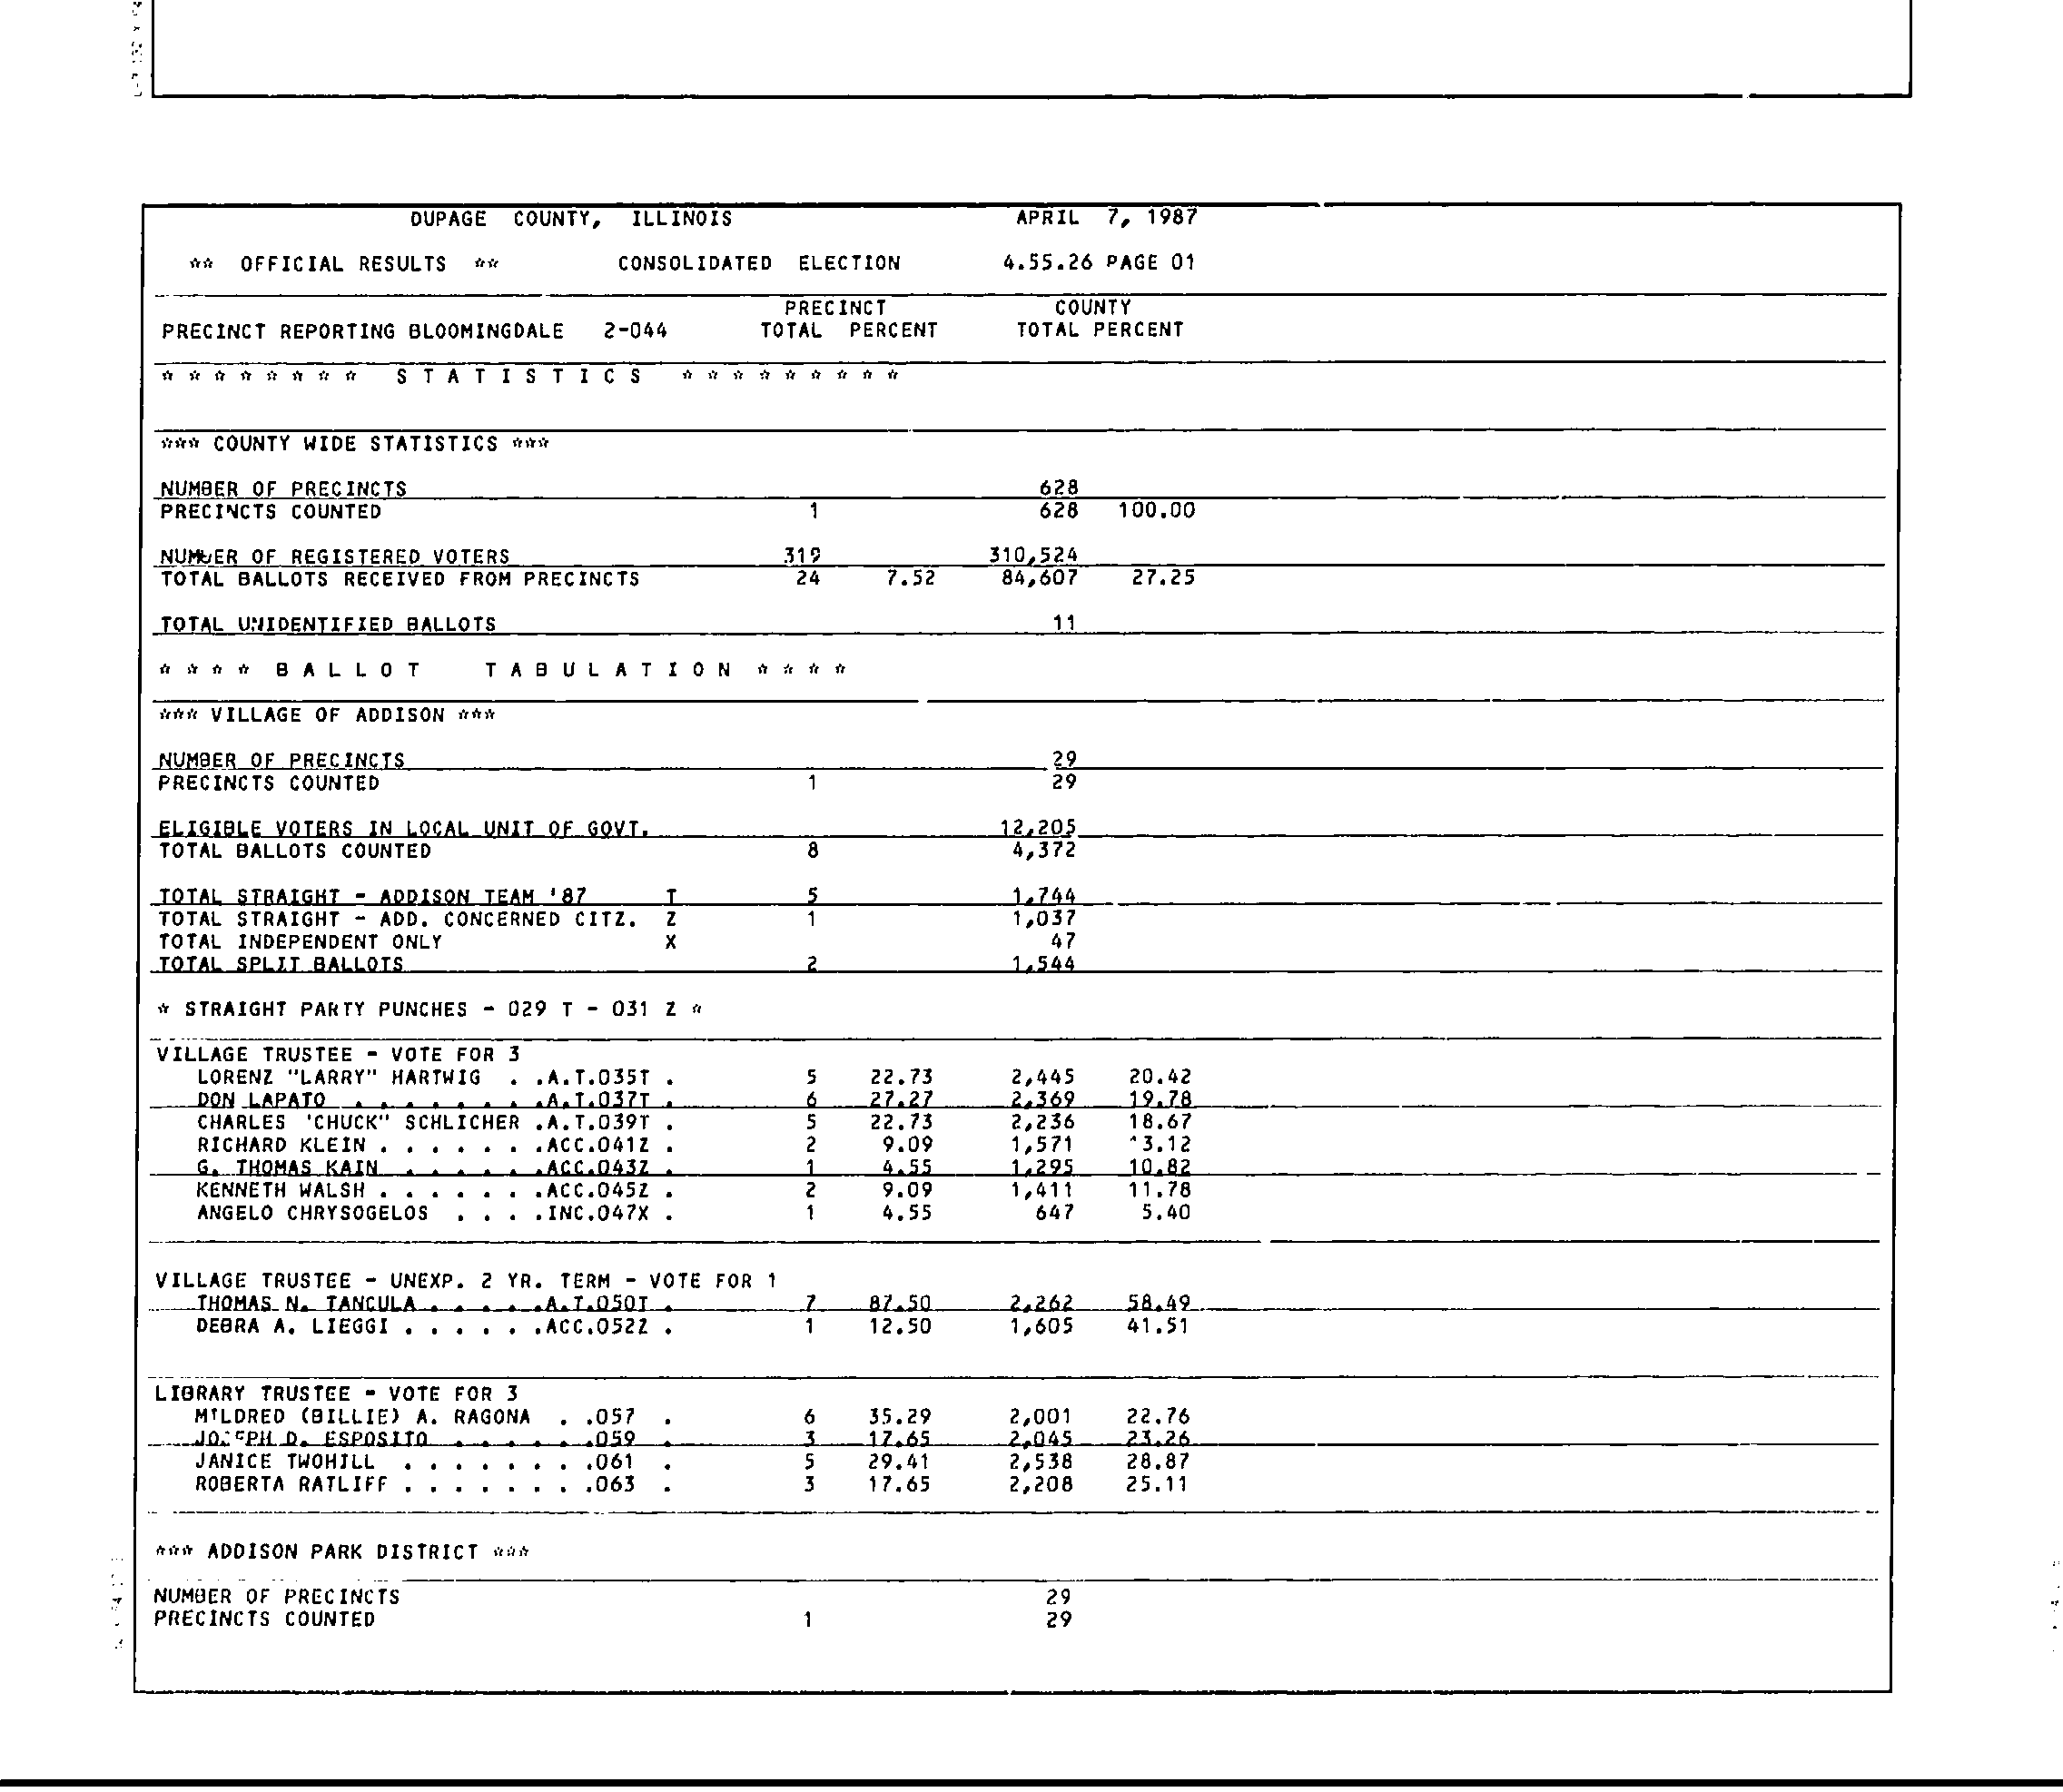 DUPAGE COUNTY, ILLINOIS APRIL 7, 1987
** OFFICIAL RESULTS ** CONSOLIDATED ELECTION 4.55.26 PAGE 01
PRECINCT COUNTY
PRECINCT REPORTING BLOOMINGDALE 2-044 TOTAL PERCENT TOTAL PERCENT
* * * * * * * * S T A T I S T I C S * * * * * * * * *
*** COUNTY WIDE STATISTICS ***
NUMBER OF PRECINCTS 628
PRECINCTS COUNTED 1 628 100.00
NUMBER OF REGISTERED VOTERS 319 310,524
TOTAL BALLOTS RECEIVED FROM PRECINCTS 24 7.52 84,607 27.25
TOTAL UNIDENTIFIED BALLOTS 11
* * * * B A L L O T T A B U L A T I O N * * * *
*** VILLAGE OF ADDISON ***
NUMBER OF PRECINCTS 29
PRECINCTS COUNTED 1 29
ELIGIBLE VOTERS IN LOCAL UNIT OF GOVT. 12,205
TOTAL BALLOTS COUNTED 8 4,372
TOTAL STRAIGHT - ADDISON TEAM '87 T 5 1,744
TOTAL STRAIGHT - ADD. CONCERNED CITZ. Z 1 1,037
TOTAL INDEPENDENT ONLY X 47
TOTAL SPLIT BALLOTS 2 1,544
* STRAIGHT PARTY PUNCHES - 029 T - 031 Z *
VILLAGE TRUSTEE - VOTE FOR 3
LORENZ "LARRY" HARTWIG . .A.T.035T . 5 22.73 2,445 20.42
DON LAPATO . . . . . . . .A.T.037T . 6 27.27 2,369 19.78
CHARLES 'CHUCK" SCHLICHER .A.T.039T . 5 22.73 2,236 18.67
RICHARD KLEIN . . . . . . .ACC.041Z . 2 9.09 1,571 3.12
G. THOMAS KAIN . . . . . .ACC.043Z . 1 4.55 1,295 10.82
KENNETH WALSH . . . . . . .ACC.045Z . 2 9.09 1,411 11.78
ANGELO CHRYSOGELOS . . . .INC.047X . 1 4.55 647 5.40
VILLAGE TRUSTEE - UNEXP. 2 YR. TERM - VOTE FOR 1
THOMAS N. TANCULA . . . . .A.T.050T . 7 87.50 2,262 58.49
DEBRA A. LIEGGI . . . . . .ACC.052Z . 1 12.50 1,605 41.51
LIBRARY TRUSTEE - VOTE FOR 3
MILDRED (BILLIE) A. RAGONA . .057 . 6 35.29 2,001 22.76
JOSEPH D. ESPOSITO . . . . . . .059 . 3 17.65 2,045 23.26
JANICE TWOHILL . . . . . . . .061 . 5 29.41 2,538 28.87
ROBERTA RATLIFF . . . . . . . .063 . 3 17.65 2,208 25.11
*** ADDISON PARK DISTRICT ***
NUMBER OF PRECINCTS 29
PRECINCTS COUNTED 1 29